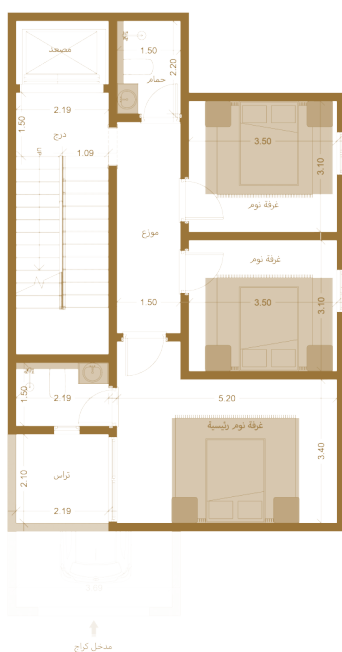 مصعد
1.50
حمام
2.20
2.19
1.50
درج
1.09
3.50
3.10
غرفة نوم
موزع
غرفة نوم
1.50
3.50
3.10
1.50
2.19
5.20
غرفة نوم رئيسية
3.40
تراس
2.10
2.19
مدخل كراج